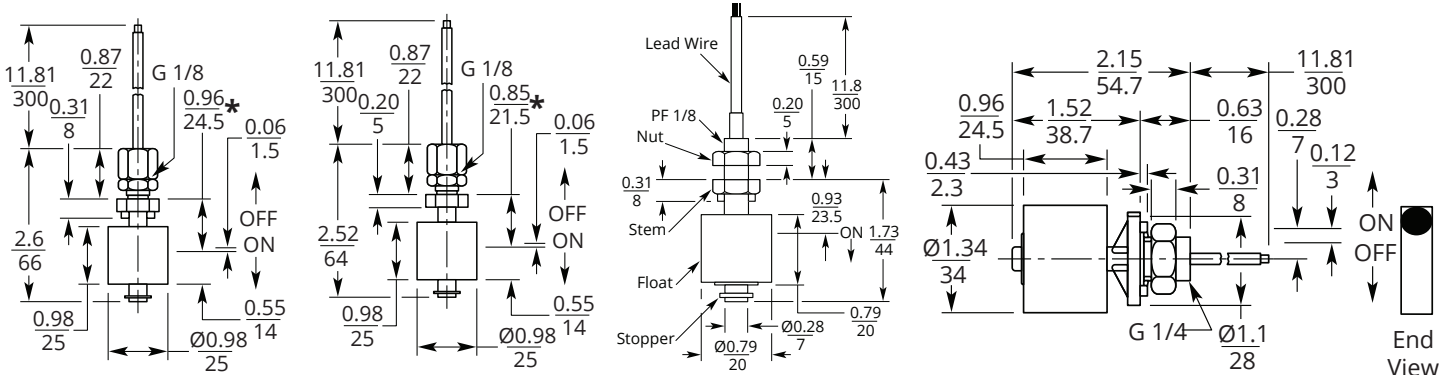 11.81
300
0.87
22
G 1/8
0.31
8
0.96*
24.5
0.06
1.5
OFF
ON
2.6
66
0.98
25
Ø0.98
25
0.55
14
11.81
300
0.87
22
G 1/8
0.20
5
0.85*
21.5
0.06
1.5
OFF
ON
2.52
64
0.98
25
Ø0.98
25
0.55
14
Lead Wire
0.59
15
11.8
300
0.20
5
PF 1/8
Nut
0.31
8
0.93
23.5
ON
1.73
44
Stem
Float
Stopper
Ø0.28
7
0.79
20
Ø0.79
20
2.15
54.7
11.81
300
0.96
24.5
1.52
38.7
0.63
16
0.28
7
0.43
2.3
0.31
8
0.12
3
ON
OFF
Ø1.34
34
G 1/4
Ø1.1
28
End
View